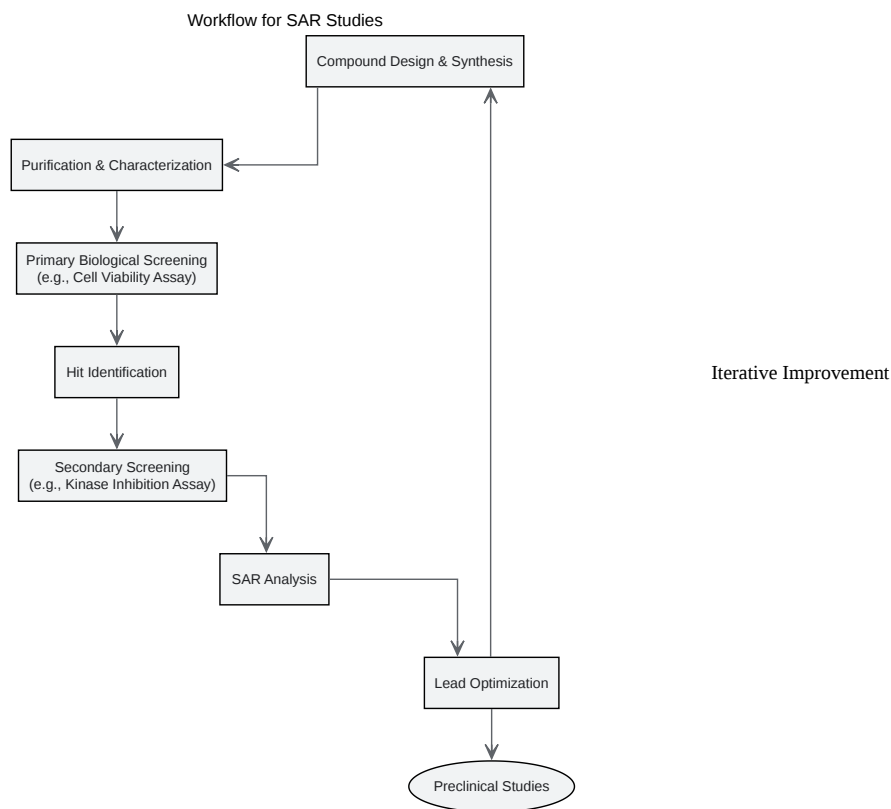 Workflow for SAR Studies
Compound Design & Synthesis
Purification & Characterization
Primary Biological Screening
(e.g., Cell Viability Assay)
Hit Identification
Iterative Improvement
Secondary Screening
(e.g., Kinase Inhibition Assay)
SAR Analysis
Lead Optimization
Preclinical Studies